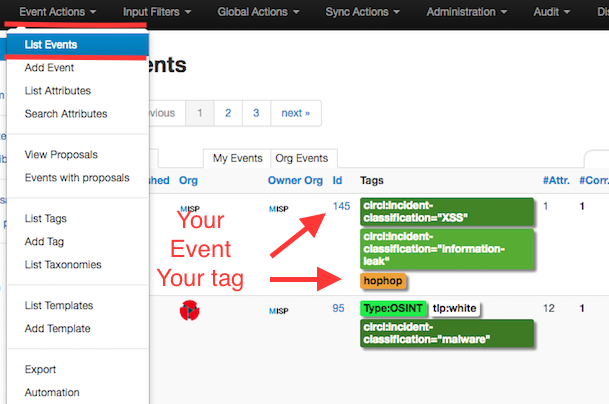 Event Actions
Input Filters
Global Actions
Sync Actions
Administration
Audit
List Events
Add Event
List Attributes
Search Attributes
View Proposals
Events with proposals
List Tags
Add Tag
List Taxonomies
List Templates
Add Template
Export
Automation
1 2 3 next »
My Events Org Events
Org Owner Org Id Tags #Attr. #Corr.
MISP MISP 145 circl:incident-
classification="XSS" 1 1
circl:incident-
classification="information-
leak"
hophop
Your
Event
Your tag
MISP 95 Type:OSINT tlp:white 12 1
circl:incident-
classification="malware"